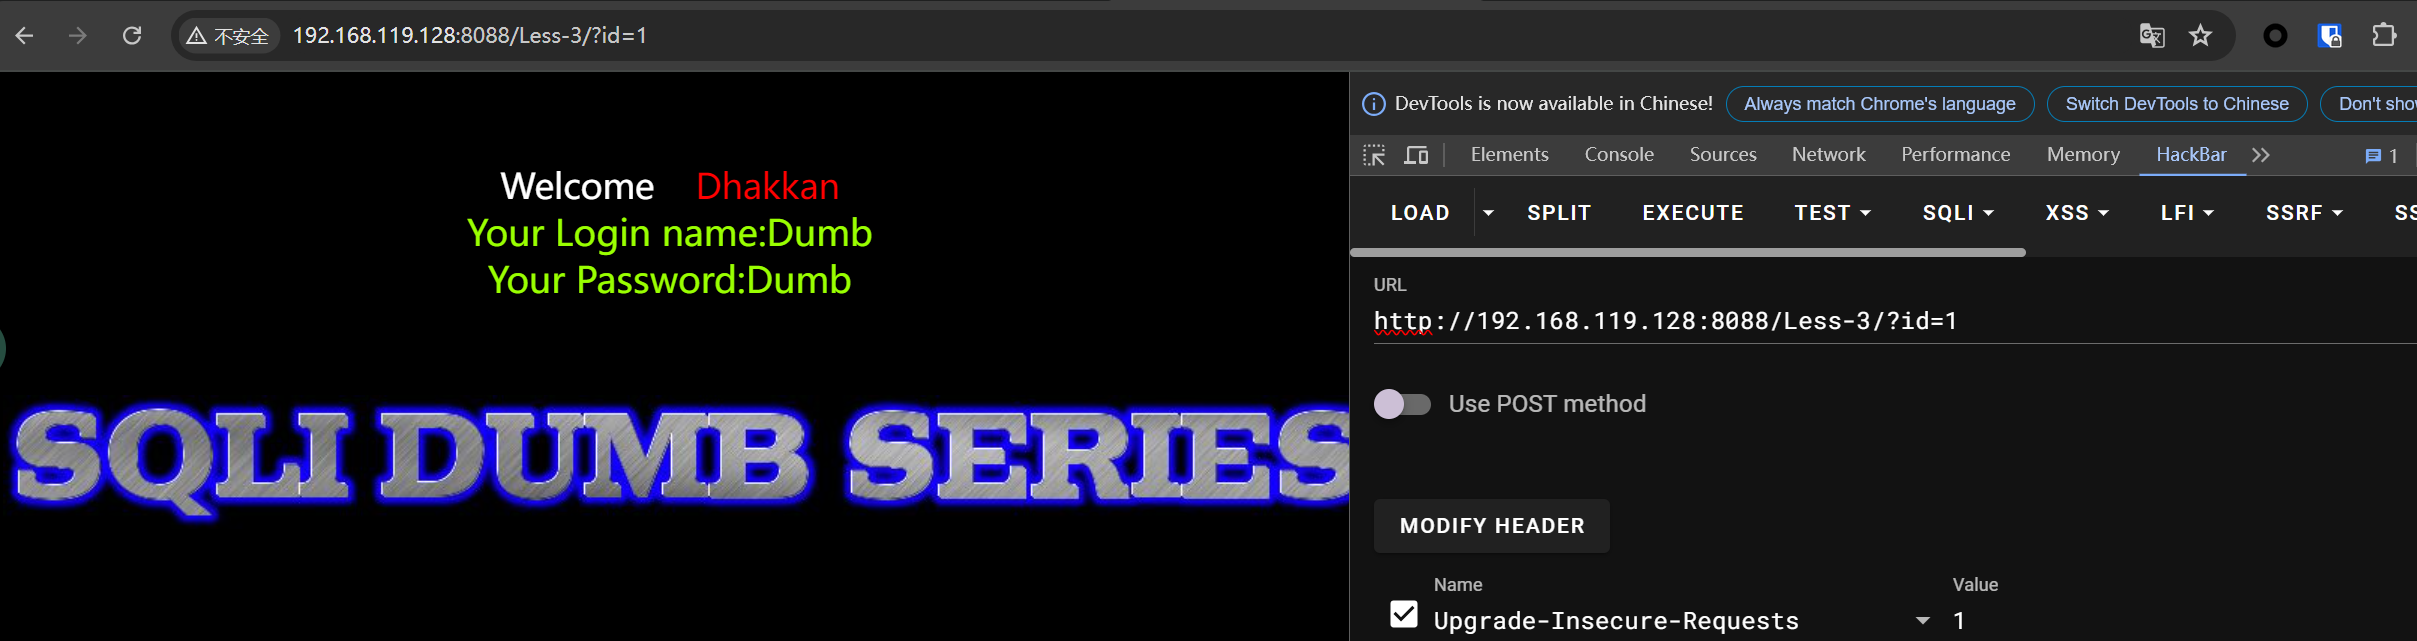 不安全 192.168.119.128:8088/Less-3/?id=1
DevTools is now available in Chinese! Always match Chrome's language Switch DevTools to Chinese Don't sho
Elements Console Sources Network Performance Memory HackBar 1
Welcome Dhakkan
Your Login name:Dumb
Your Password:Dumb
SQLI DUMB SERIES
LOAD SPLIT EXECUTE TEST SQLI XSS LFI SSRF SS
URL
http://192.168.119.128:8088/Less-3/?id=1
Use POST method
MODIFY HEADER
Name Value
Upgrade-Insecure-Requests 1